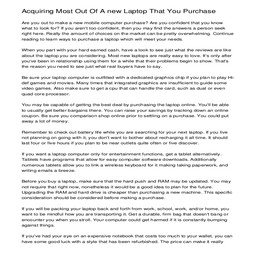 Acquiring Most Out Of A new Laptop That You Purchase
Are you out to make a new mobile computer purchase? Are you confident that you know
what to look for? If you aren't too confident, then you may find the answers a person seek
right here. Really the amount of choices on the market can be pretty overwhelming. Continue
reading to learn ways to purchase a laptop which will meet your needs.
When you part with your hard-earned cash, have a look to see just what the reviews are like
about the laptop you are considering. Most new laptops are really easy to love. It's only after
you've been in relationship using them for a while that their problems begin to show. That's
the reason you need to see just what real buyers have to say.
Be sure your laptop computer is outfitted with a dedicated graphics chip if you plan to play Hi-
def games and movies. Many times that integrated graphics are insufficient to guide some
video games. Also make sure to get a cpu that can handle the card, such as dual or even
quad core processor.
You may be capable of getting the best deal by purchasing the laptop online. You'll be able
to usually get better bargains there. You can raise your savings by tracking down an online
coupon. Be sure you comparison shop online prior to settling on a purchase. You could put
away a lot of money.
Remember to check out battery life while you are searching for your next laptop. If you live
not planning on going with it, you don't want to bother about recharging it all time. It should
last four or five hours if you plan to be near outlets quite often or five discover.
If you want a laptop computer only for entertainment functions, get a tablet alternatively.
Tablets have programs that allow for easy computer software downloads. Additionally
numerous tablets allow you to link a wireless keyboard for it making taking paperwork, and
writing emails a breeze.
Before you buy a laptop, make sure that the hard push and RAM may be updated. You may
not require that right now, nonetheless it would be a good idea to plan for the future.
Upgrading the RAM and hard drive is cheaper than purchasing a new machine. This specific
consideration should be considered before making a purchase.
If you will be packing your laptop back and forth from work, school, work, and/or home, you
want to be mindful how you are transporting it. Get a durable, firm bag that doesn't bang or
encounter you when you stroll. Your computer could get harmed if it is constantly bumping
against things.
If you've had your eye on an expensive notebook that costs too much to your wallet, you can
have some good luck with a style that has been refurbished. The price can make it really